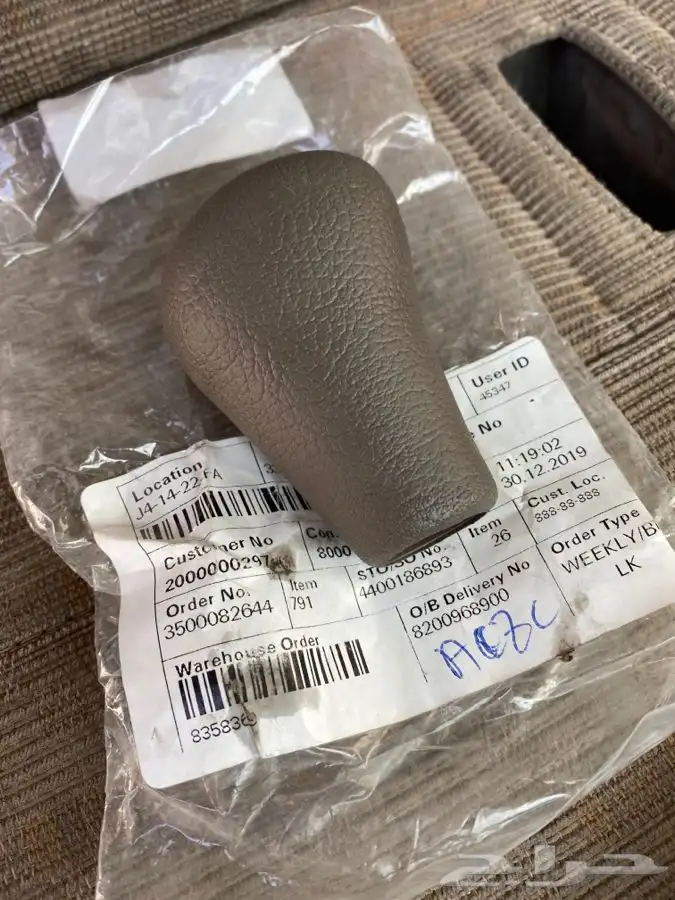 User ID
45347
No
11:19:02
30.12.2019
Location
J4-14-22-FA
Customer No
Con.
8000
Item
26
Cust. Loc.
888-88-888
Order No.
3500082644
Item
791
STO/SO No.
4400186893
Order Type
WEEKLY/B
LK
O/B Delivery No
8200968900
Warehouse Order
حراج